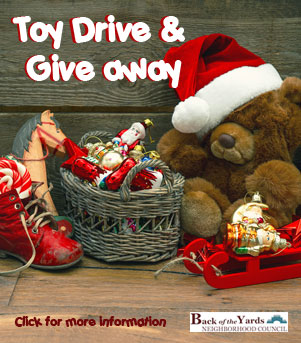 Toy Drive &
Give away
Click for more information
Back of the Yards
NEIGHBORHOOD COUNCIL